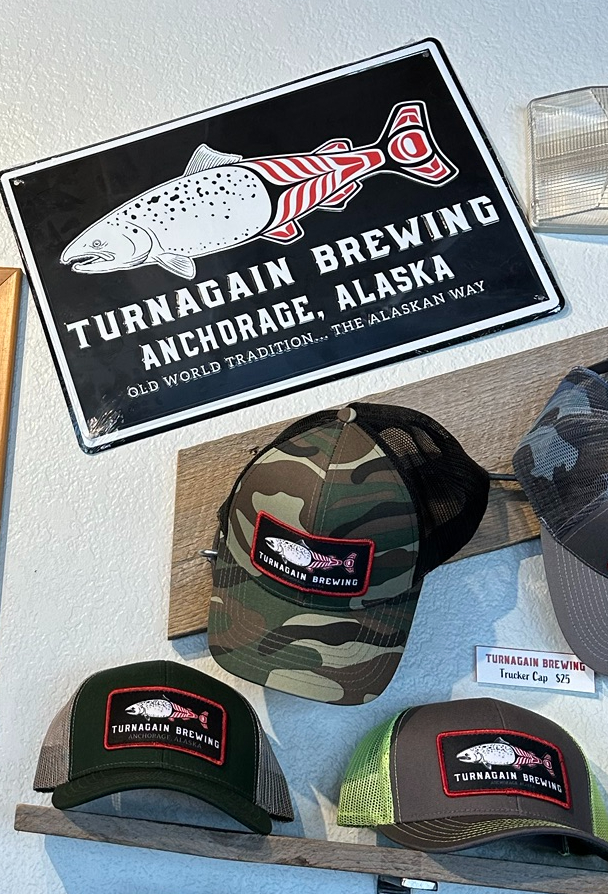 TURNAGAIN BREWING
ANCHORAGE, ALASKA
OLD WORLD TRADITION... THE ALASKAN WAY
TURNAGAIN BREWING
TURNAGAIN BREWING
Trucker Cap $25
TURNAGAIN BREWING
ANCHORAGE, ALASKA
TURNAGAIN BREWING